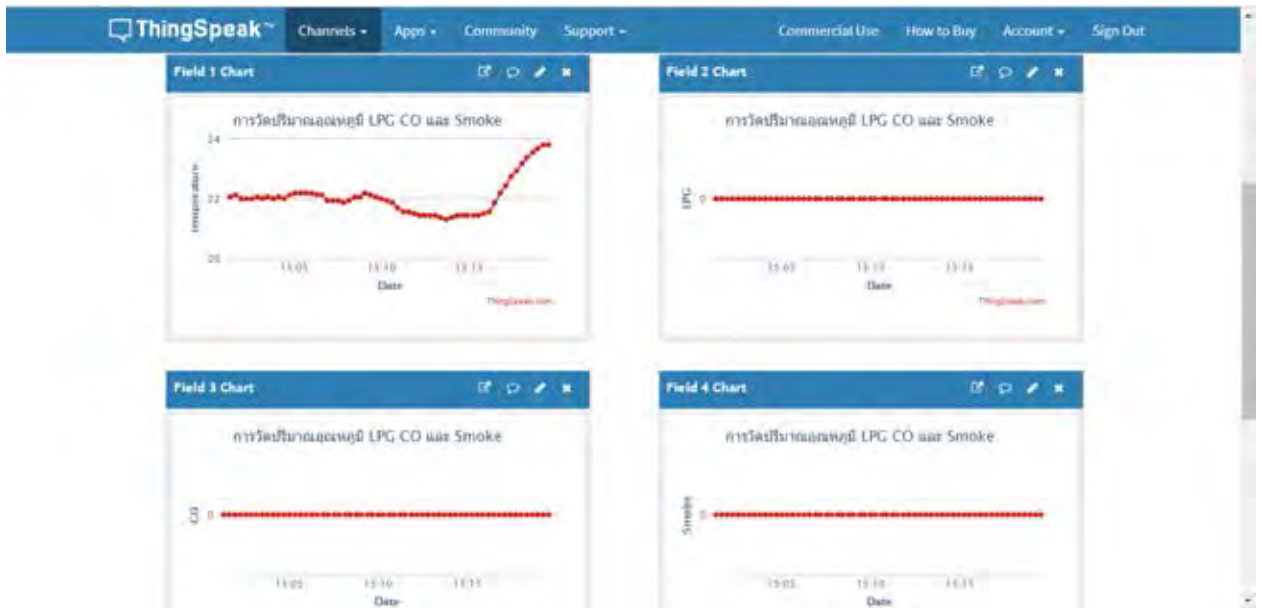 ThingSpeak™ Channels Apps Community Support Commercial Use How to Buy Account Sign Out
Field 1 Chart
การวัดปริมาณอุณหภูมิ LPG CO และ Smoke
Temperature
24
22
20
15:05 15:10 15:15
Date
ThingSpeak.com
Field 2 Chart
การวัดปริมาณอุณหภูมิ LPG CO และ Smoke
LPG
0
15:05 15:10 15:15
Date
ThingSpeak.com
Field 3 Chart
การวัดปริมาณอุณหภูมิ LPG CO และ Smoke
CO
0
15:05 15:10 15:15
Date
Field 4 Chart
การวัดปริมาณอุณหภูมิ LPG CO และ Smoke
Smoke
0
15:05 15:10 15:15
Date